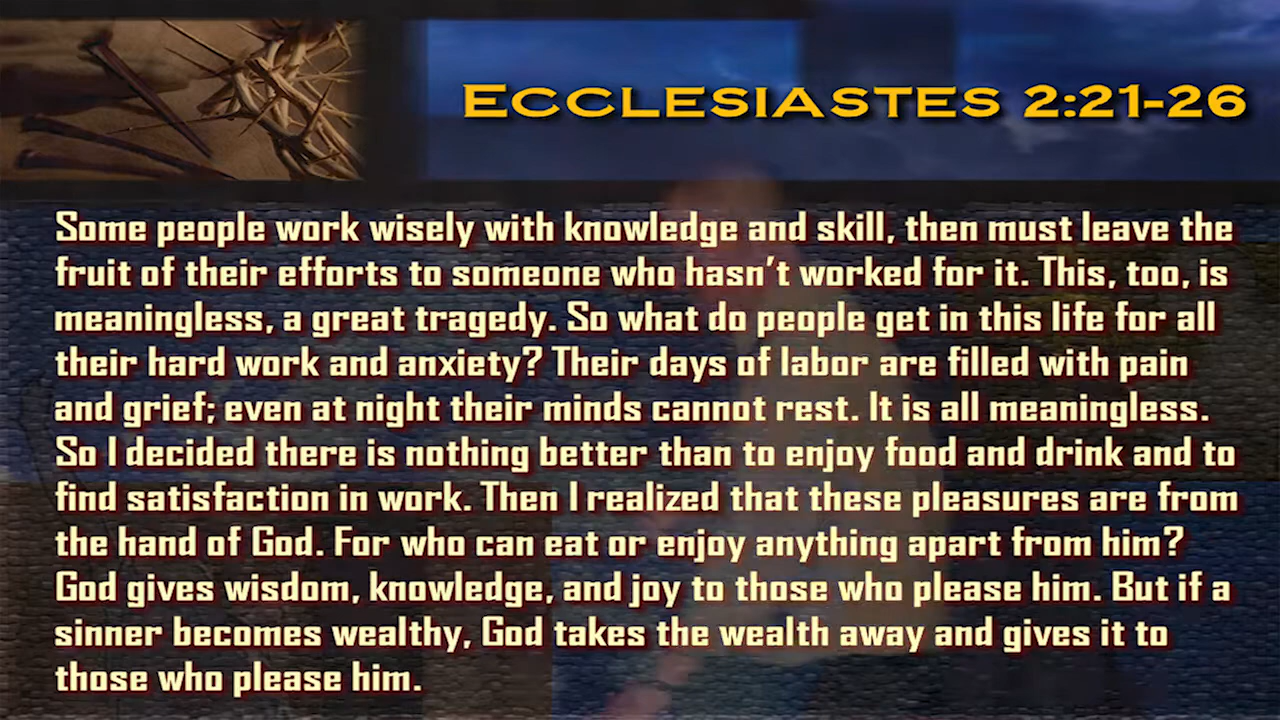 ECCLESIASTES 2:21-26
Some people work wisely with knowledge and skill, then must leave the
fruit of their efforts to someone who hasn't worked for it. This, too, is
meaningless, a great tragedy. So what do people get in this life for all
their hard work and anxiety? Their days of labor are filled with pain
and grief; even at night their minds cannot rest. It is all meaningless.
So I decided there is nothing better than to enjoy food and drink and to
find satisfaction in work. Then I realized that these pleasures are from
the hand of God. For who can eat or enjoy anything apart from him?
God gives wisdom, knowledge, and joy to those who please him. But if a
sinner becomes wealthy, God takes the wealth away and gives it to
those who please him.